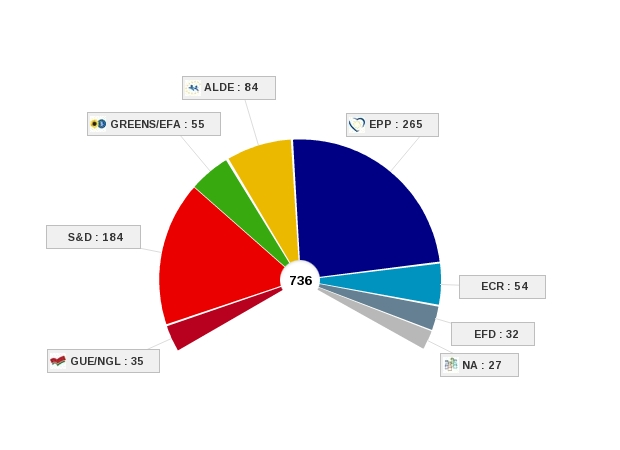 ALDE : 84
GREENS/EFA : 55
EPP : 265
S&D : 184
736
ECR : 54
EFD : 32
GUE/NGL : 35
NA : 27